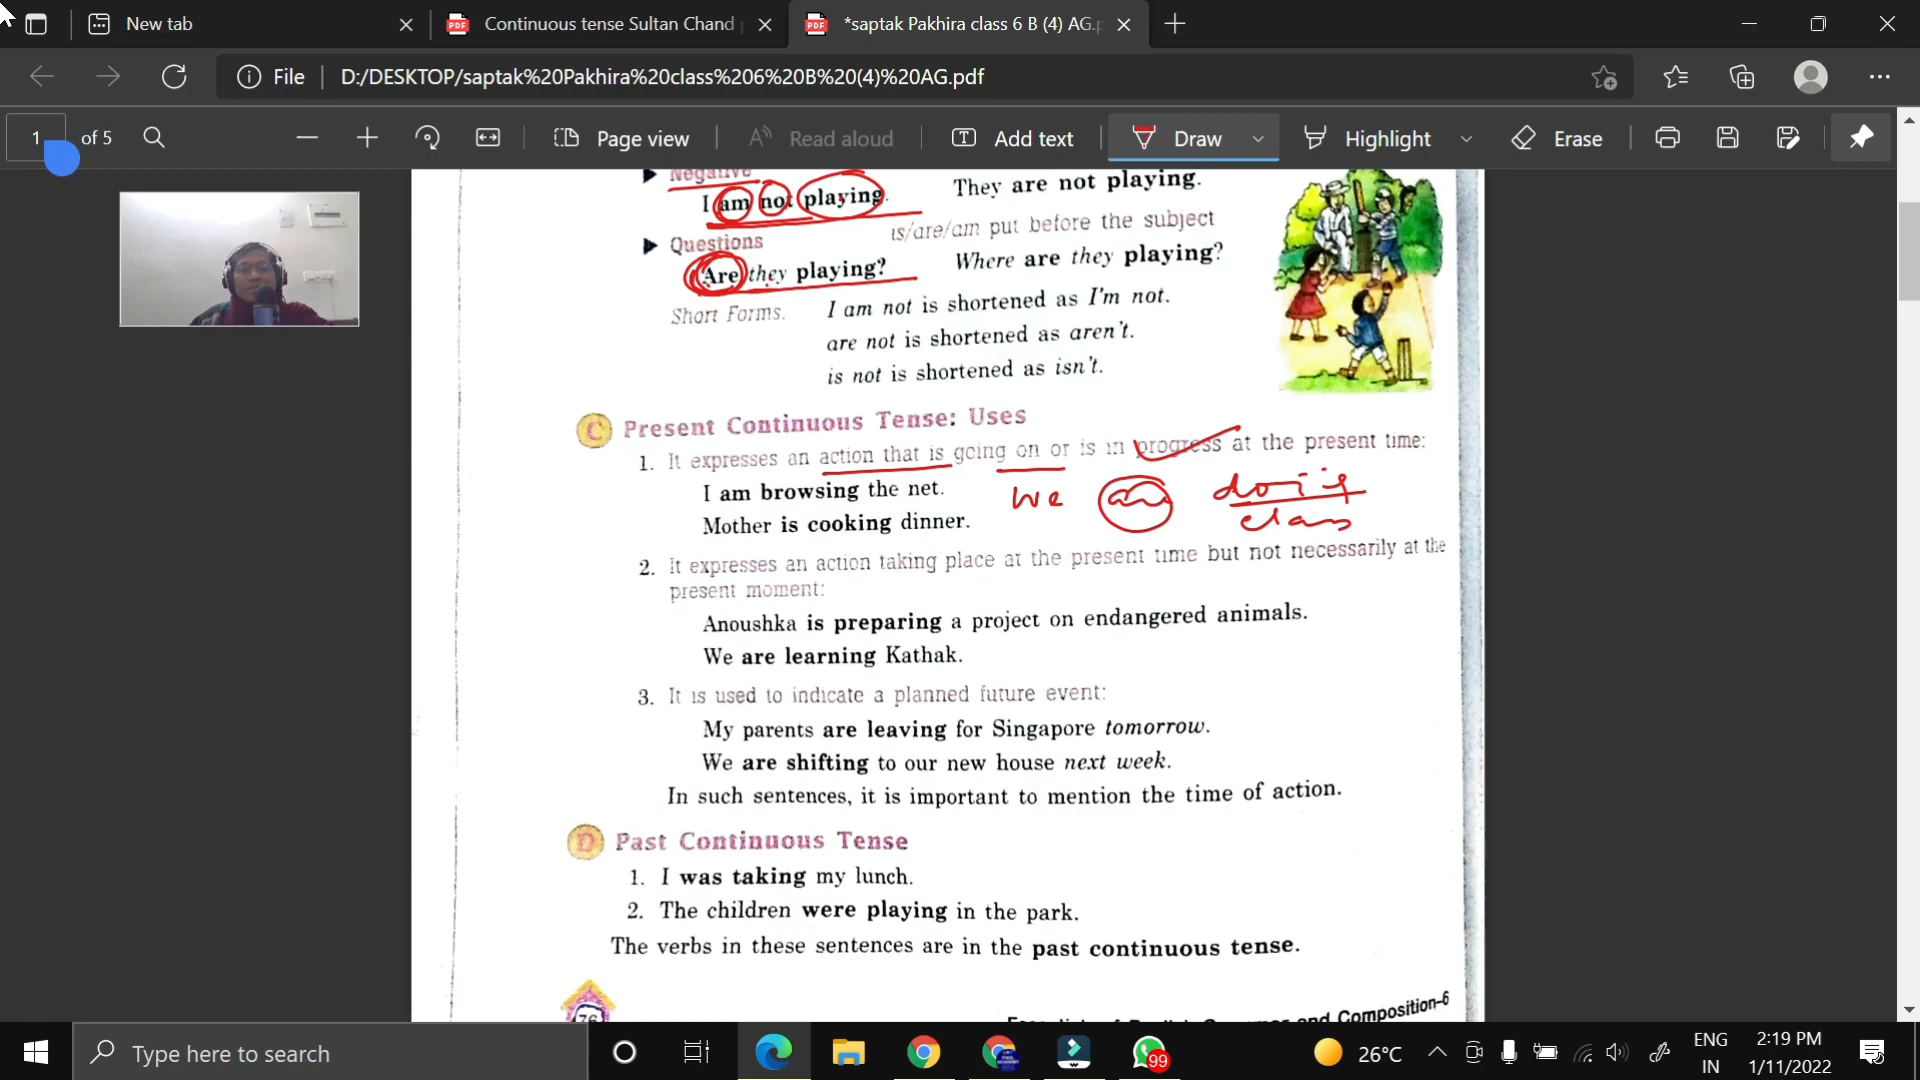 New tab
Continuous tense Sultan Chand
*saptak Pakhira class 6 B (4) AG.p
File
D:/DESKTOP/saptak%20Pakhira%20class%206%20B%20(4)%20AG.pdf
1 of 5
Page view
Read aloud
Add text
Draw
Highlight
Erase
Negative
I am not playing. They are not playing.
Questions is/are/am put before the subject
Are they playing? Where are they playing?
Short Forms. I am not is shortened as I'm not.
are not is shortened as aren't.
is not is shortened as isn't.
C Present Continuous Tense: Uses
1. It expresses an action that is going on or is in progress at the present time:
I am browsing the net.
we are doing
Mother is cooking dinner.
class
2. It expresses an action taking place at the present time but not necessarily at the
present moment:
Anoushka is preparing a project on endangered animals.
We are learning Kathak.
3. It is used to indicate a planned future event:
My parents are leaving for Singapore tomorrow.
We are shifting to our new house next week.
In such sentences, it is important to mention the time of action.
D Past Continuous Tense
1. I was taking my lunch.
2. The children were playing in the park.
The verbs in these sentences are in the past continuous tense.
76
and Composition-6
Type here to search
99
26°C
ENG
IN
2:19 PM
1/11/2022